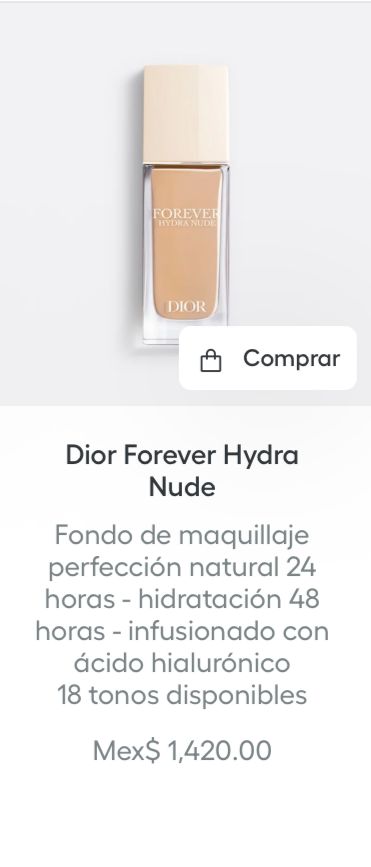 FOREVER
HYDRA NUDE
DIOR
Comprar
Dior Forever Hydra
Nude
Fondo de maquillaje
perfección natural 24
horas - hidratación 48
horas - infusionado con
ácido hialurónico
18 tonos disponibles
Mex$ 1,420.00